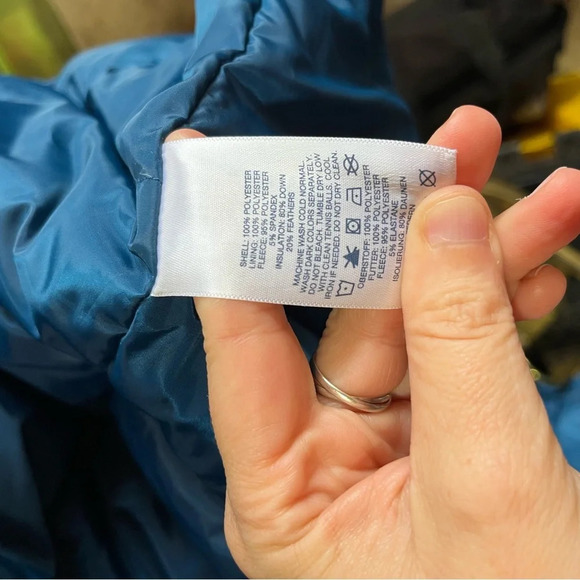 SHELL: 100% POLYESTER
LINING: 100% POLYESTER
FLEECE: 95% POLYESTER
5% SPANDEX
INSULATION: 80% DOWN
20% FEATHERS
MACHINE WASH COLD NORMAL.
WASH DARK COLORS SEPARATELY.
DO NOT BLEACH. TUMBLE DRY LOW
WITH CLEAN TENNIS BALLS. COOL
IRON IF NEEDED. DO NOT DRY CLEAN.
OBERSTOFF: 100% POLYESTER
FUTTER: 100% POLYESTER
FLEECE: 95% POLYESTER
5% ELASTANE
ISOLIERUNG: 80% DAUNEN